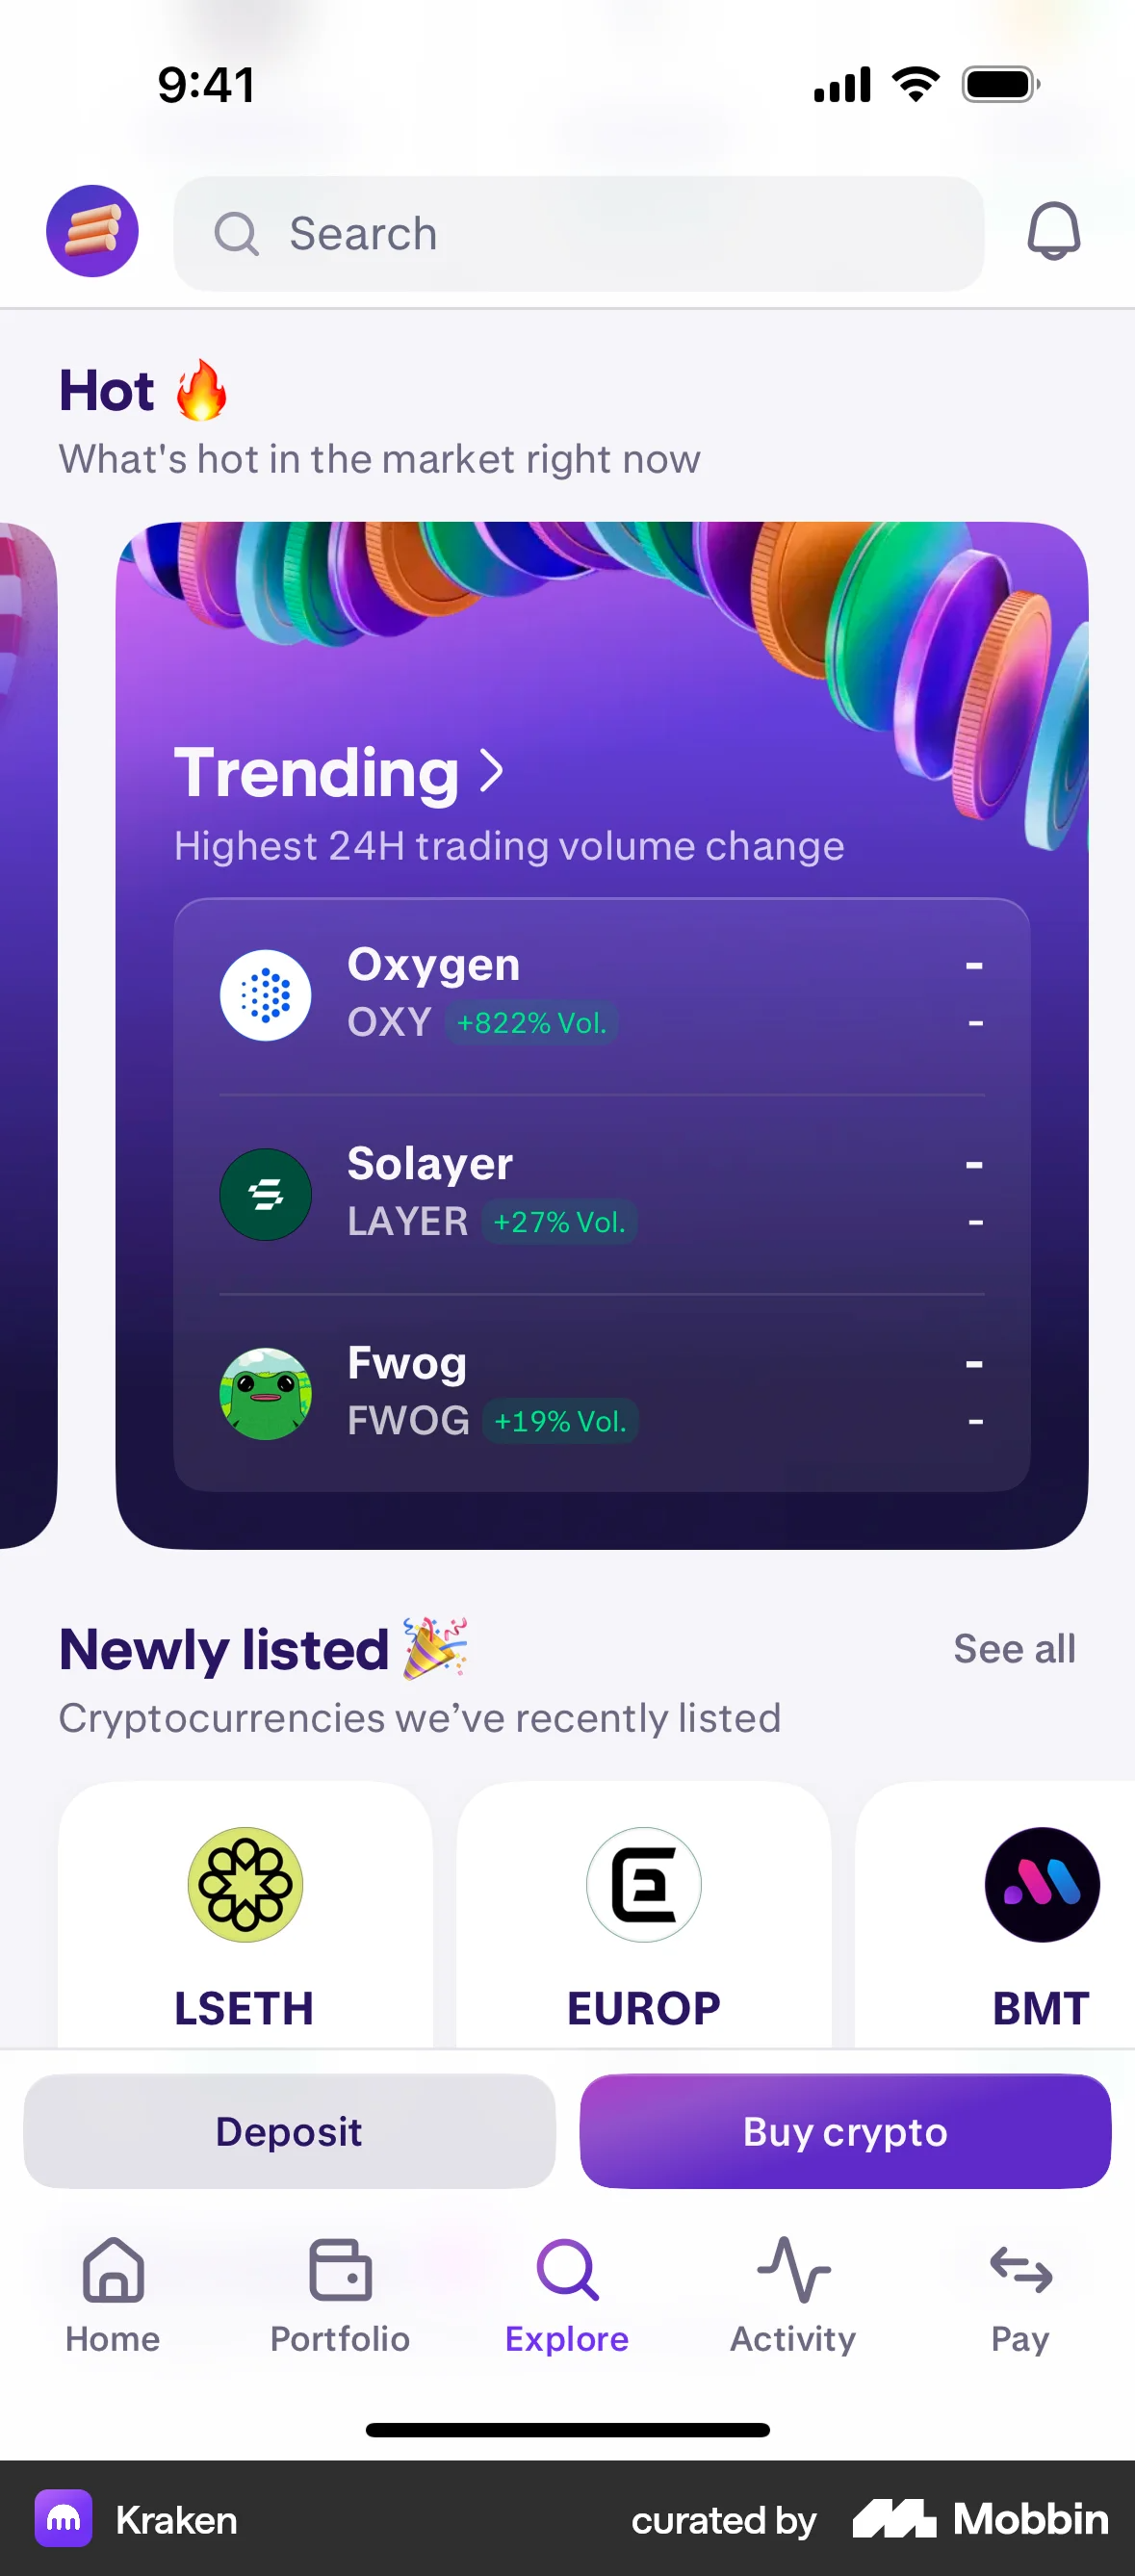 9:41
Search
Hot 🔥
What's hot in the market right now
Trending >
Highest 24H trading volume change
Oxygen -
OXY +822% Vol. -
Solayer -
LAYER +27% Vol. -
Fwog -
FWOG +19% Vol. -
Newly listed 🎉 See all
Cryptocurrencies we’ve recently listed
LSETH EUROP BMT
Deposit Buy crypto
Home Portfolio Explore Activity Pay
Kraken curated by Mobbin